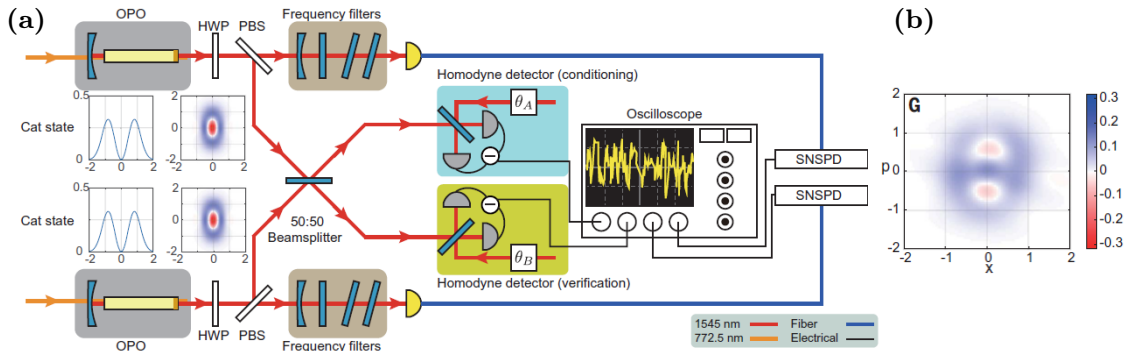 (a)
OPO
HWP
PBS
Frequency filters
(b)
Homodyne detector (conditioning)
θA
Oscilloscope
0.5
2
Cat state
0
0
-2
0
2
-2
0
2
SNSPD
SNSPD
0.5
2
Cat state
0
0
-2
0
2
-2
0
2
50:50
Beamsplitter
θB
Homodyne detector (verification)
HWP
PBS
OPO
Frequency filters
1545 nm
Fiber
772.5 nm
Electrical
G
2
1
p 0
-1
-2
-2
-1
0
1
2
x
0.3
0.2
0.1
0
-0.1
-0.2
-0.3